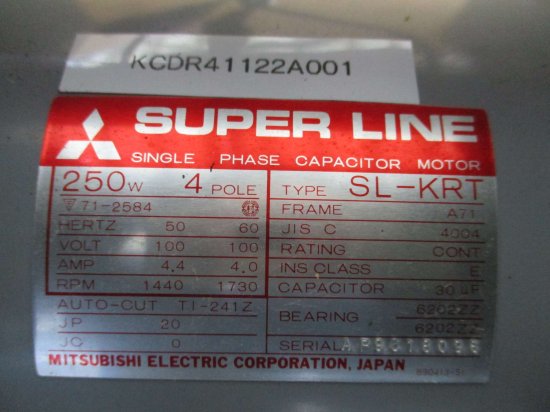 KCDR41122A001
SUPER LINE
SINGLE PHASE CAPACITOR MOTOR
250W 4 POLE
71-2584
HERTZ 50 60
VOLT 100 100
AMP 4.4 4.0
RPM 1440 1730
AUTO-CUT TI-241Z
JP 20
JC 0
TYPE SL-KRT
FRAME A71
JIS C 4004
RATING CONT
INS CLASS E
CAPACITOR 30 µF
BEARING 6202ZZ
6202ZZ
SERIAL
MITSUBISHI ELECTRIC CORPORATION, JAPAN